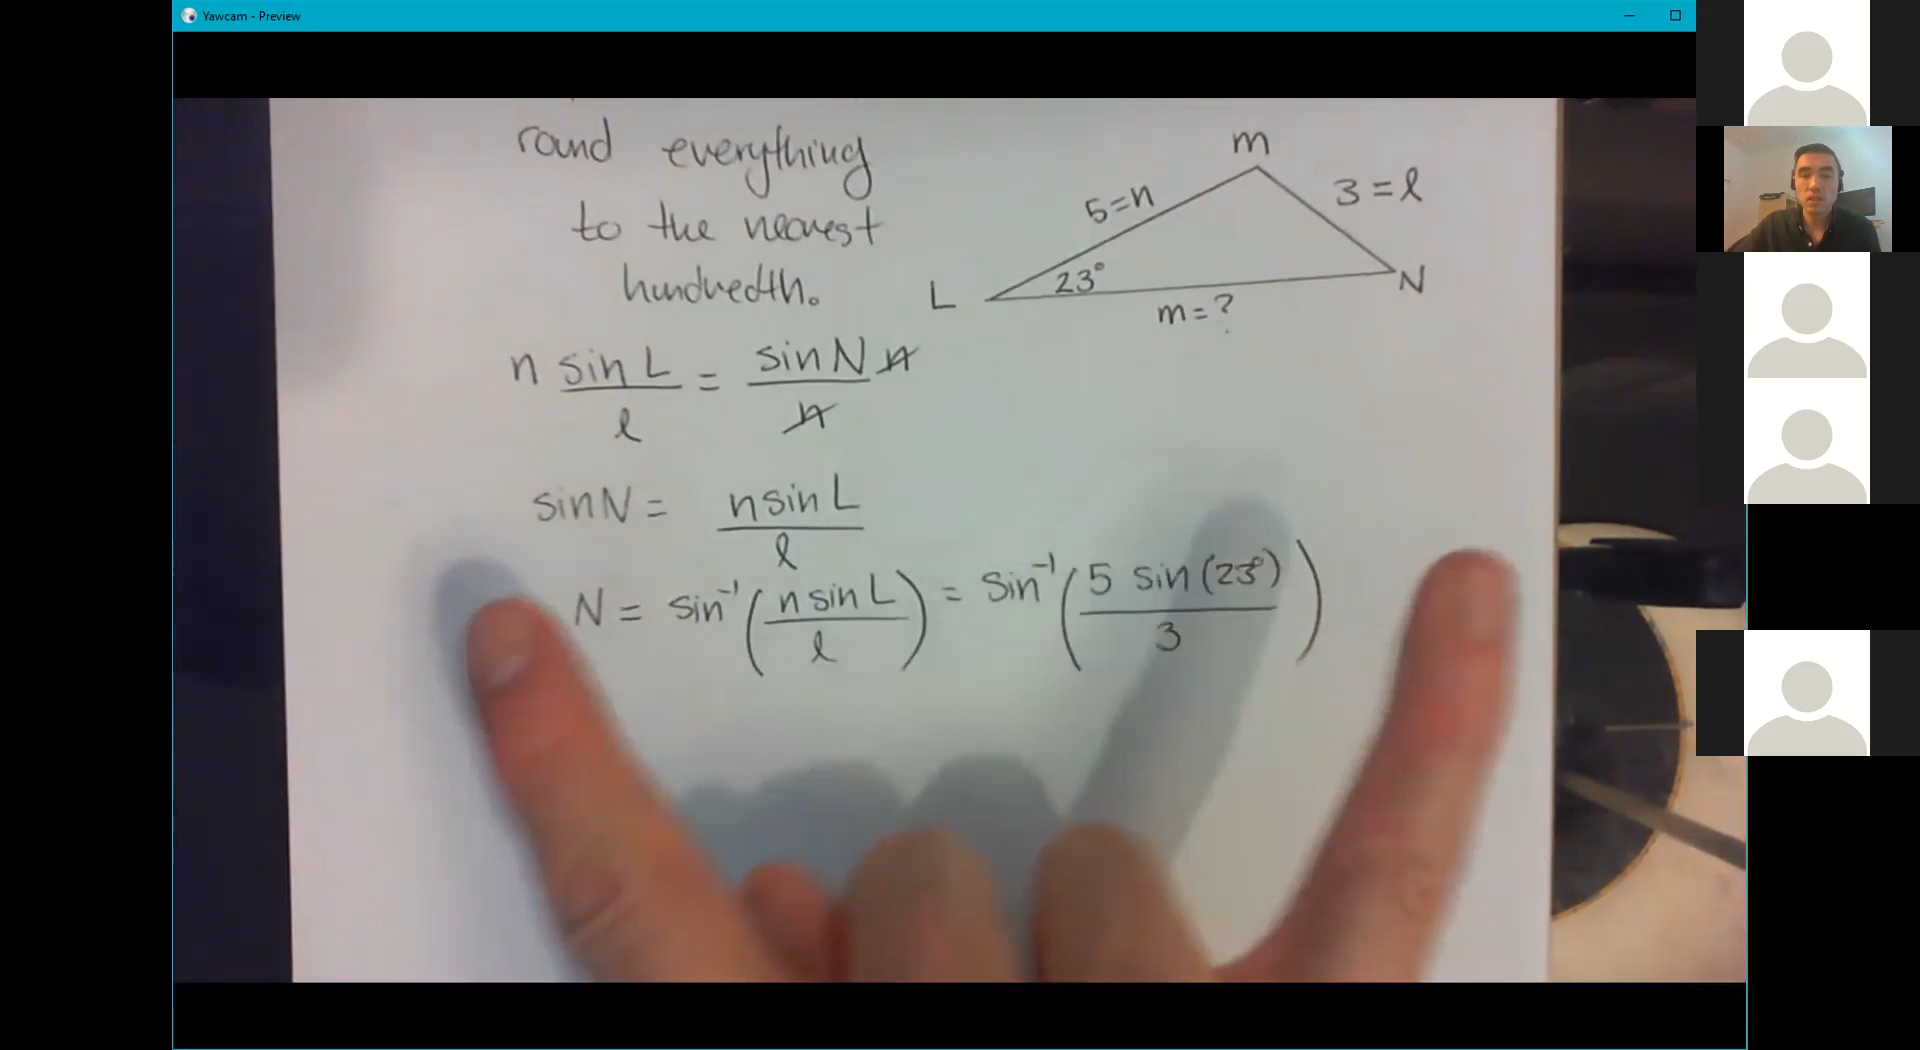 Yawcam - Preview
round everything
to the nearest
hundredth.
m
5=n
3=l
L
23°
N
m=?
n sin L / l = sin N n / n
sin N = n sin L / l
N = sin⁻¹ ( n sin L / l ) = sin⁻¹ ( 5 sin (23°) / 3 )